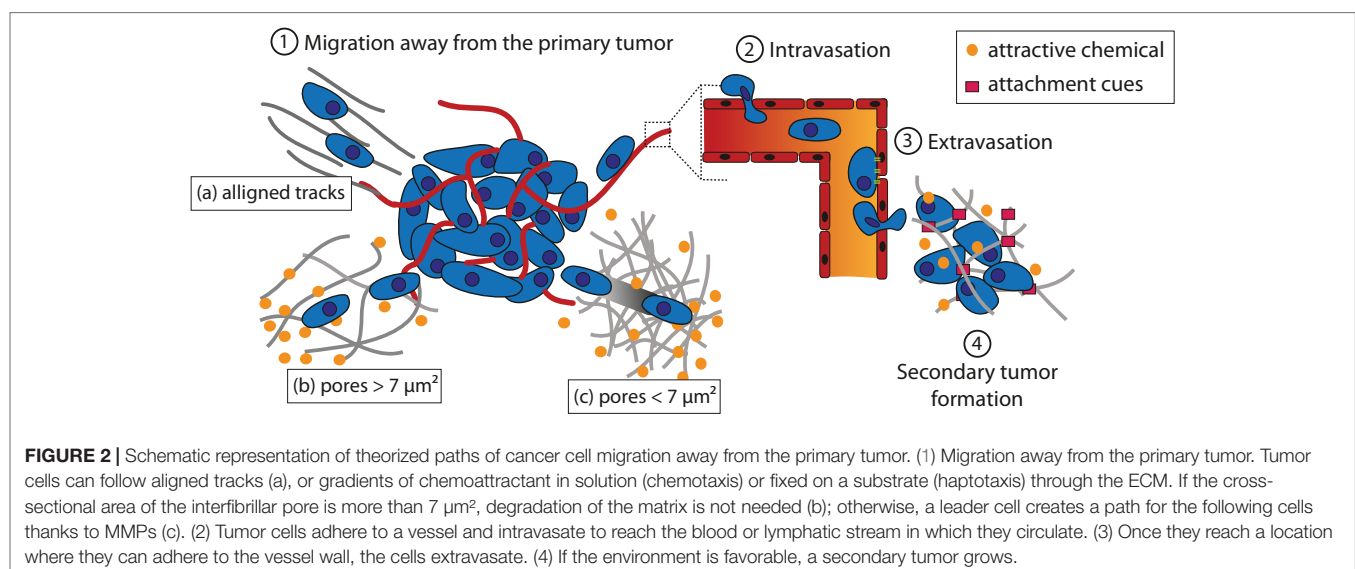 1 Migration away from the primary tumor
2 Intravasation
attractive chemical
attachment cues
3 Extravasation
(a) alligned tracks
(b) pores > 7 µm²
(c) pores < 7 µm²
4
Secondary tumor
formation
FIGURE 2 | Schematic representation of theorized paths of cancer cell migration away from the primary tumor. (1) Migration away from the primary tumor. Tumor
cells can follow aligned tracks (a), or gradients of chemoattractant in solution (chemotaxis) or fixed on a substrate (haptotaxis) through the ECM. If the cross-
sectional area of the interfibrillar pore is more than 7 µm², degradation of the matrix is not needed (b); otherwise, a leader cell creates a path for the following cells
thanks to MMPs (c). (2) Tumor cells adhere to a vessel and intravasate to reach the blood or lymphatic stream in which they circulate. (3) Once they reach a location
where they can adhere to the vessel wall, the cells extravasate. (4) If the environment is favorable, a secondary tumor grows.